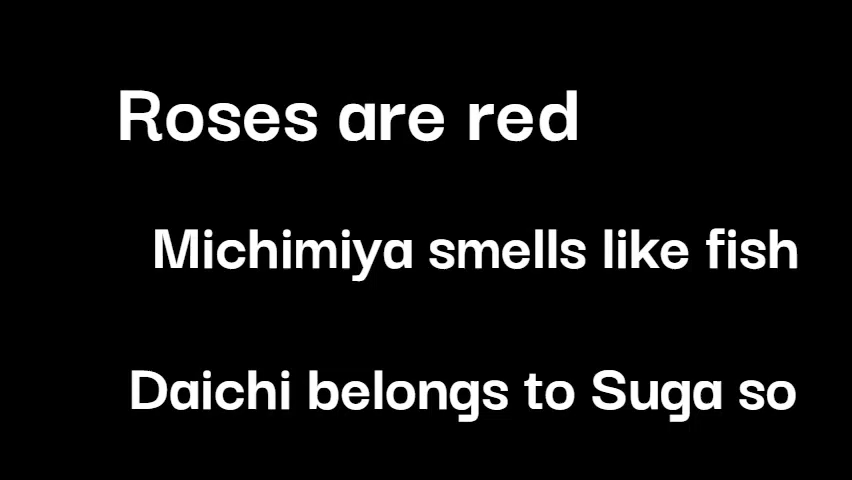 Roses are red
Michimiya smells like fish
Daichi belongs to Suga so